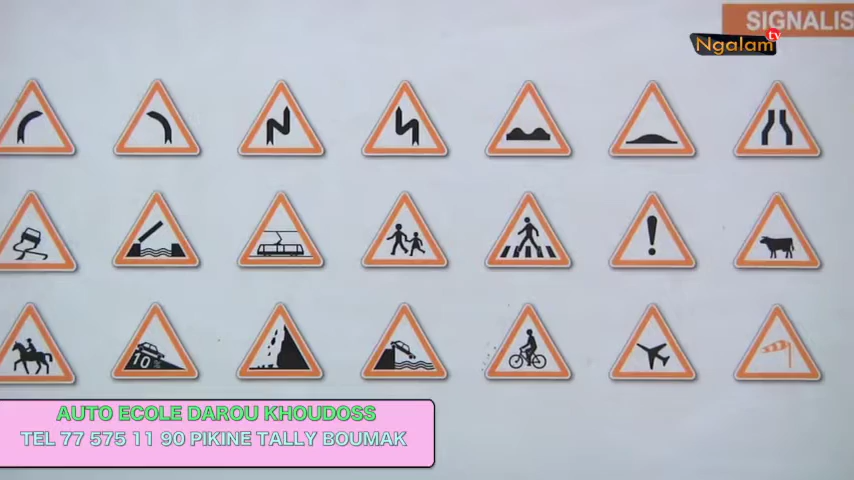 SIGNALIS
Ngalam tv
10%
AUTO ECOLE DAROU KHOUDOSS
TEL 77 575 11 90 PIKINE TALLY BOUMAK